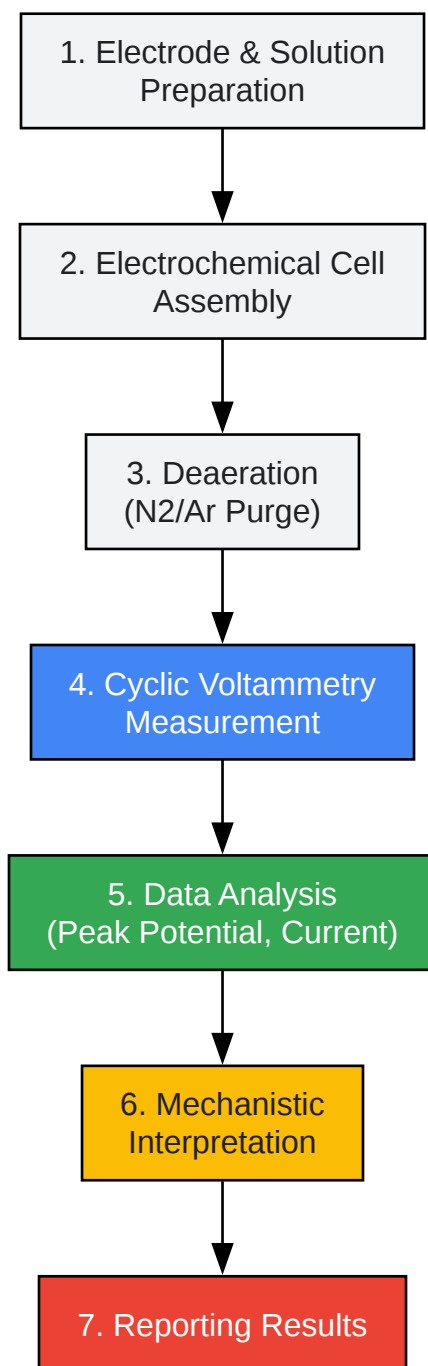 1. Electrode & Solution
Preparation
2. Electrochemical Cell
Assembly
3. Deaeration
(N2/Ar Purge)
4. Cyclic Voltammetry
Measurement
5. Data Analysis
(Peak Potential, Current)
6. Mechanistic
Interpretation
7. Reporting Results